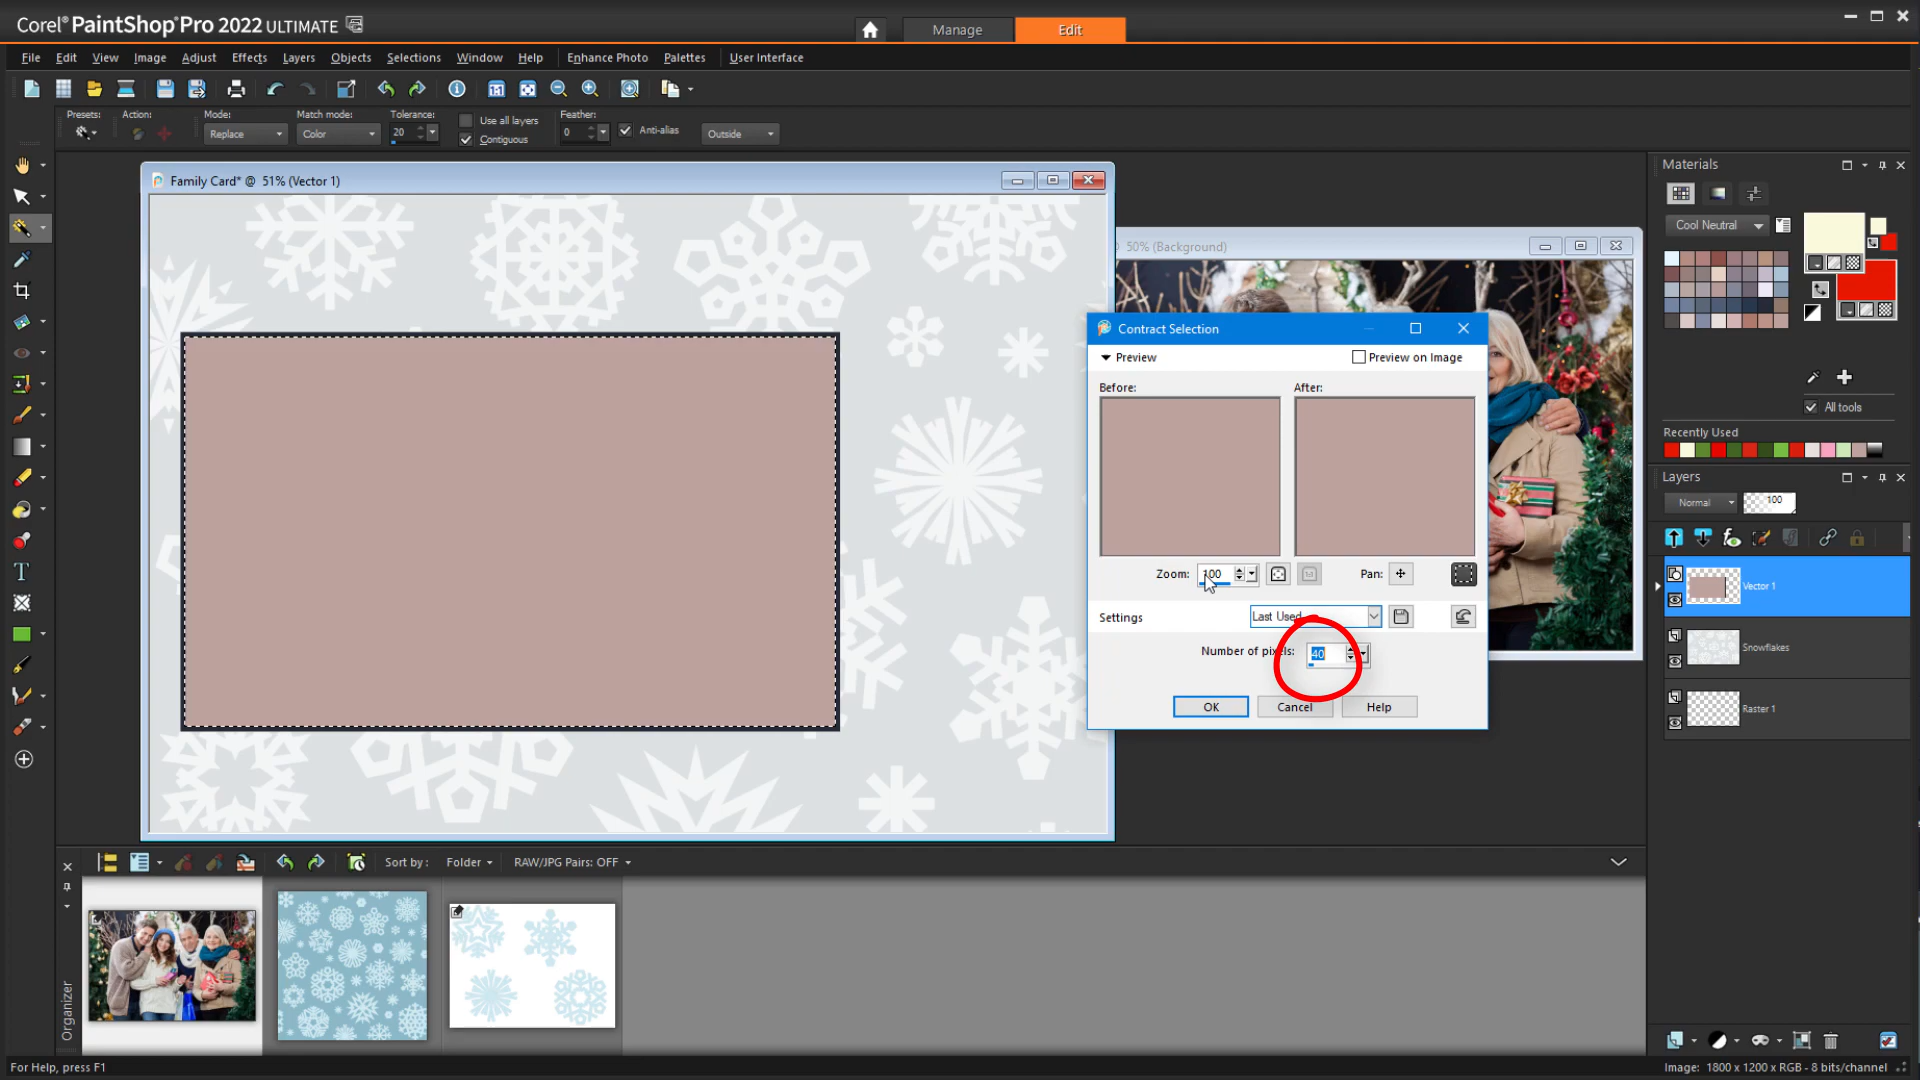 Corel® PaintShop® Pro 2022 ULTIMATE
Manage
Edit
File Edit View Image Adjust Effects Layers Objects Selections Window Help Enhance Photo Palettes User Interface
Presets:
Action:
Mode:
Replace
Match mode:
Color
Tolerance:
20
Use all layers
Contiguous
Feather:
0
Anti-alias
Outside
Family Card* @ 51% (Vector 1)
50% (Background)
Contract Selection
Preview
Preview on Image
Before:
After:
Zoom: 100
Pan:
Settings
Last Used
Number of pixels: 40
OK
Cancel
Help
Materials
Cool Neutral
All tools
Recently Used
Layers
Normal
100
Vector 1
Snowflakes
Raster 1
Sort by :
Folder
RAW/JPG Pairs: OFF
Organizer
For Help, press F1
Image: 1800 x 1200 x RGB - 8 bits/channel